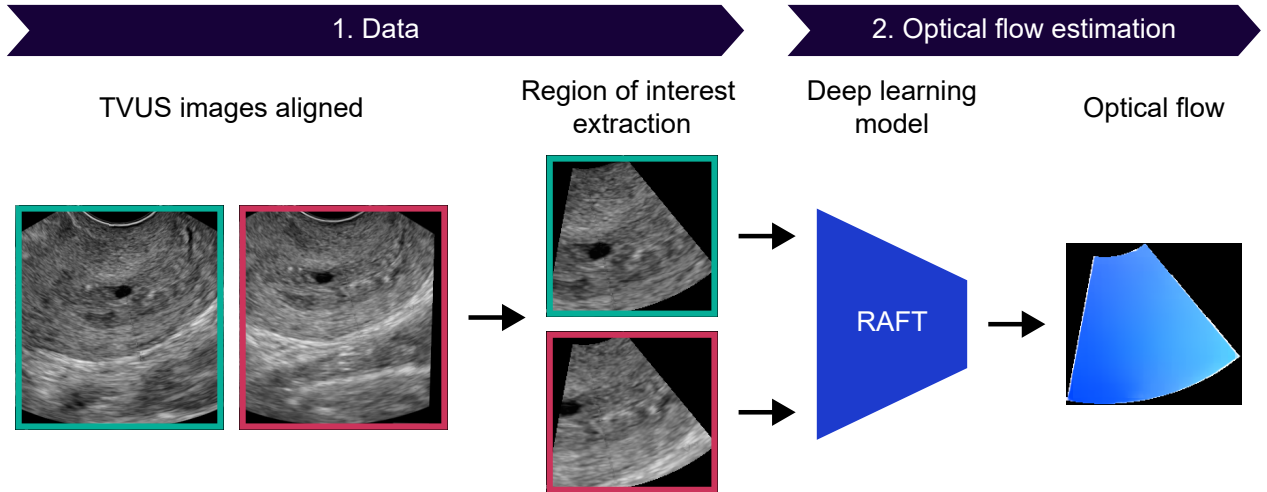 1. Data
2. Optical flow estimation
TVUS images aligned
Region of interest
extraction
Deep learning
model
Optical flow
RAFT